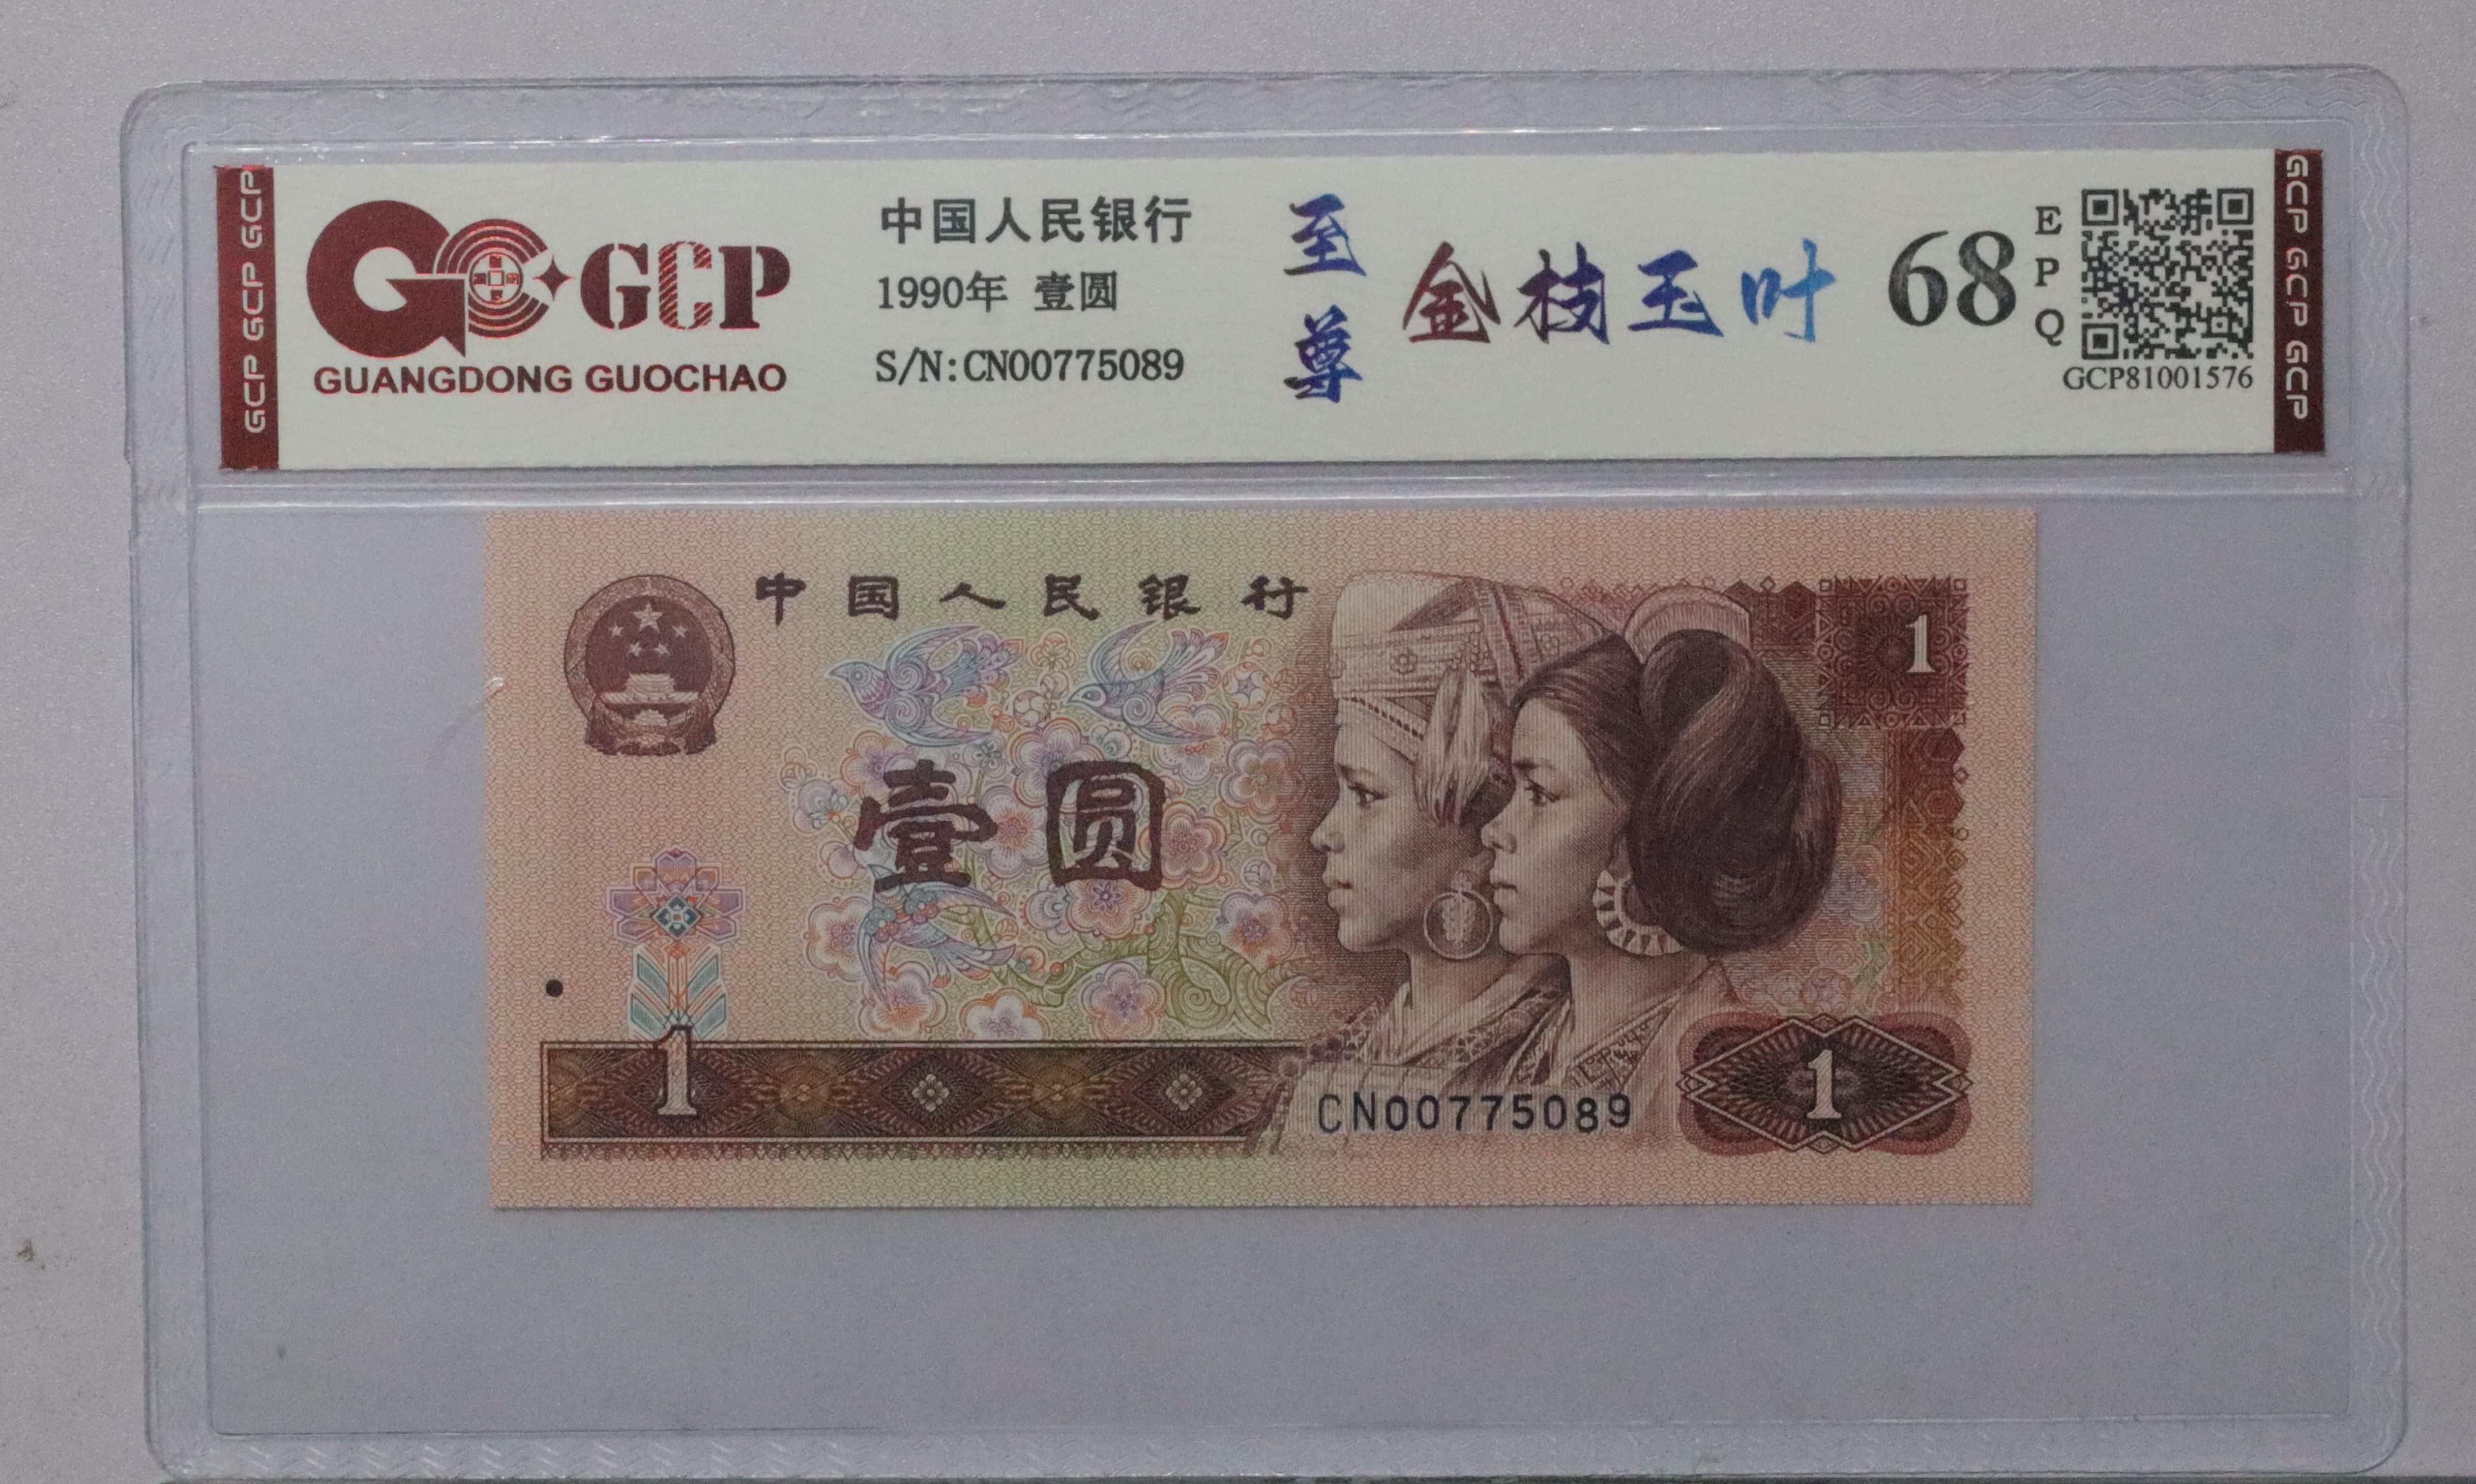 GCP GCP GCP
GCP
GUANGDONG GUOCHAO
中国人民银行
1990年 壹圆
S/N:CN00775089
至尊
金枝玉叶
68
EPQ
GCP81001576
GCP GCP GCP
中国人民银行
1
壹圆
1
CN00775089
1